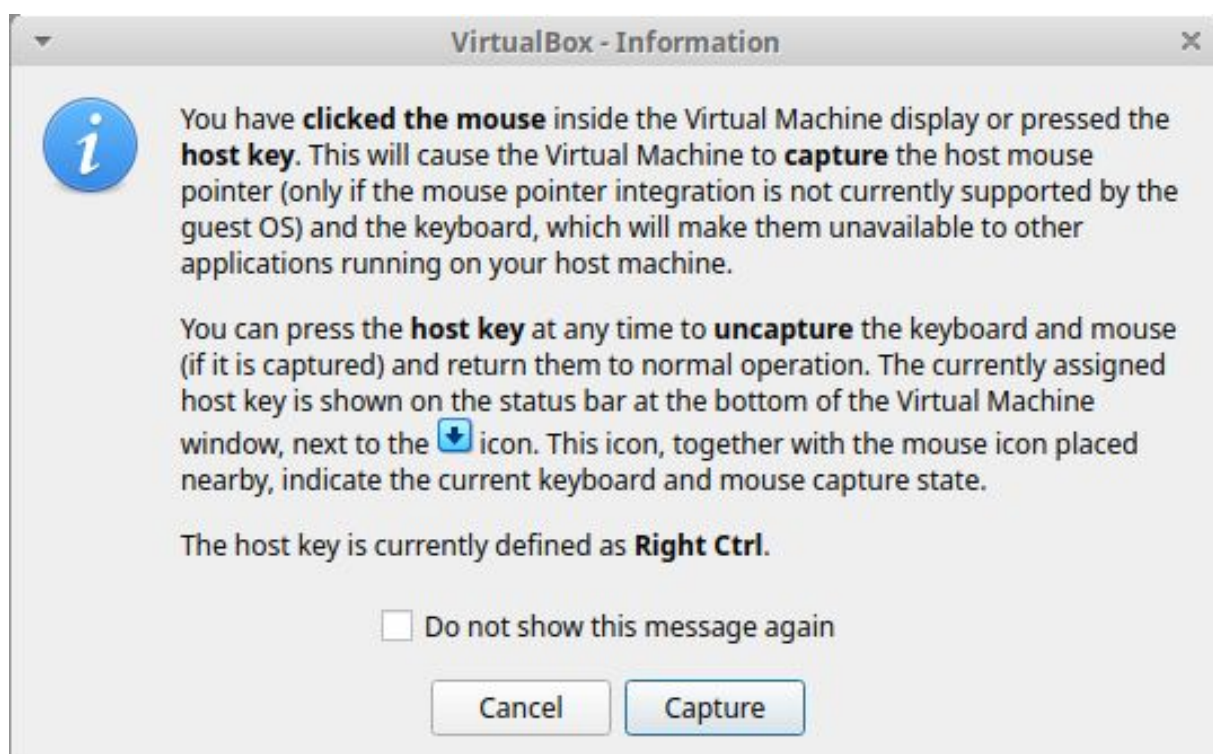 VirtualBox - Information
You have clicked the mouse inside the Virtual Machine display or pressed the
host key. This will cause the Virtual Machine to capture the host mouse
pointer (only if the mouse pointer integration is not currently supported by the
guest OS) and the keyboard, which will make them unavailable to other
applications running on your host machine.
You can press the host key at any time to uncapture the keyboard and mouse
(if it is captured) and return them to normal operation. The currently assigned
host key is shown on the status bar at the bottom of the Virtual Machine
window, next to the icon. This icon, together with the mouse icon placed
nearby, indicate the current keyboard and mouse capture state.
The host key is currently defined as Right Ctrl.
Do not show this message again
Cancel Capture